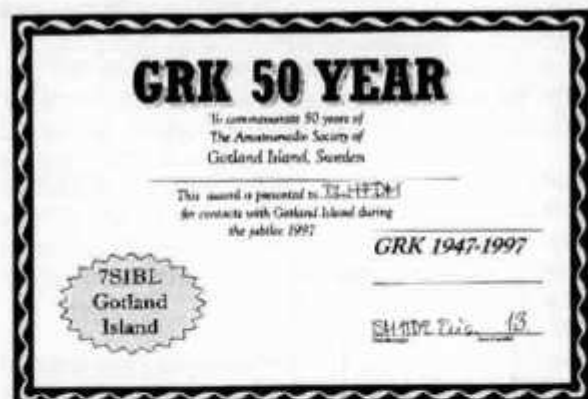 GRK 50 YEAR
To commemorate 50 years of
The Amateurradio Society of
Gotland Island, Sweden
This award is presented to
for contacts with Gotland Island during
the jubilee 1997
GRK 1947-1997
7S1BL
Gotland
Island
13